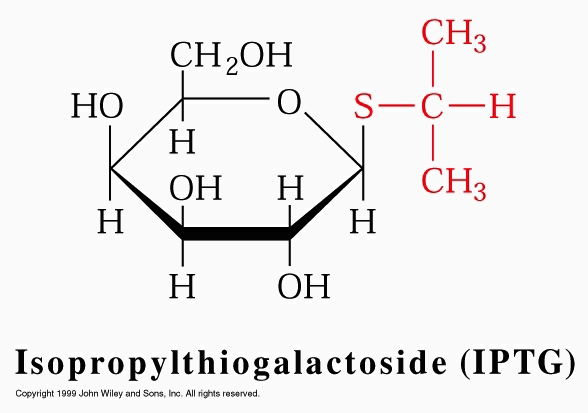 CH₃
CH₂OH
HO
O
S
C
H
H
OH
H
CH₃
H
H
H
OH
Isopropylthiogalactoside (IPTG)
Copyright 1999 John Wiley and Sons, Inc. All rights reserved.